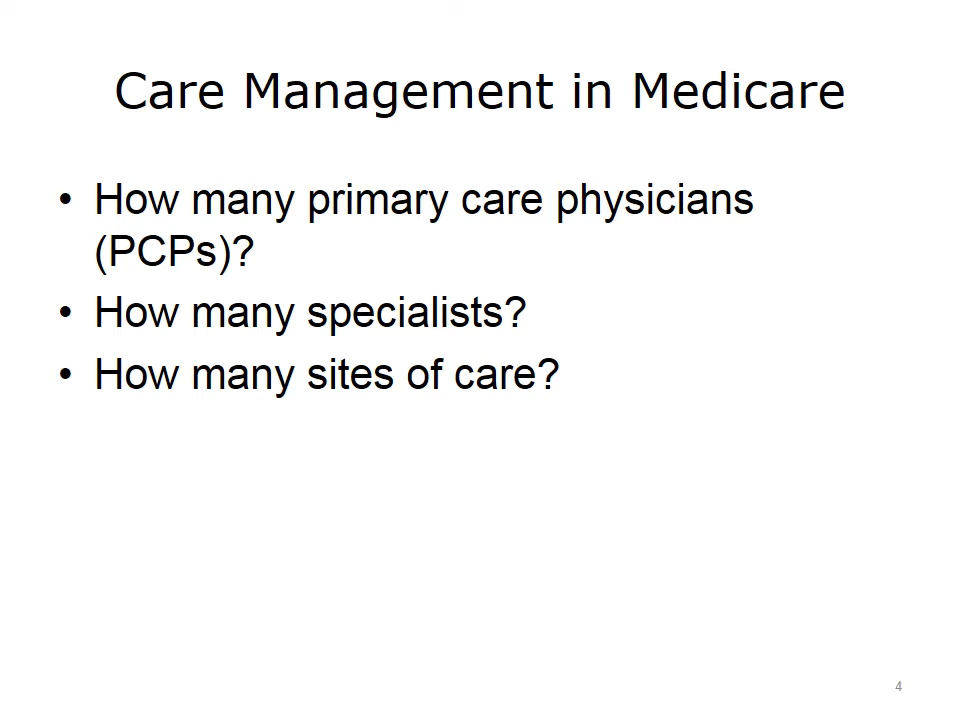 Care Management in Medicare
• How many primary care physicians
(PCPs)?
• How many specialists?
• How many sites of care?
4